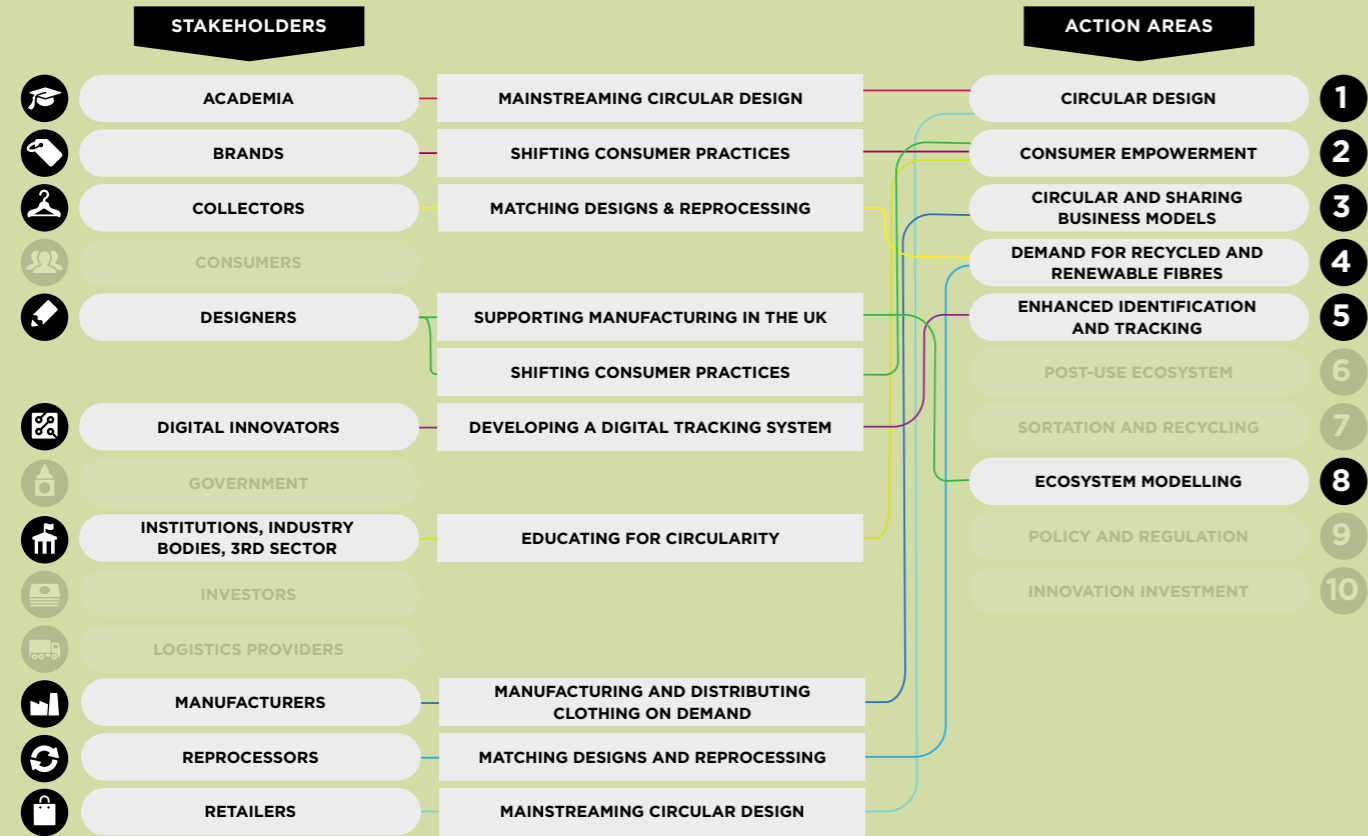 STAKEHOLDERS
ACTION AREAS
ACADEMIA
MAINSTREAMING CIRCULAR DESIGN
CIRCULAR DESIGN
1
BRANDS
SHIFTING CONSUMER PRACTICES
CONSUMER EMPOWERMENT
2
COLLECTORS
MATCHING DESIGNS & REPROCESSING
CIRCULAR AND SHARING
BUSINESS MODELS
3
CONSUMERS
DEMAND FOR RECYCLED AND
RENEWABLE FIBRES
4
DESIGNERS
SUPPORTING MANUFACTURING IN THE UK
ENHANCED IDENTIFICATION
AND TRACKING
5
SHIFTING CONSUMER PRACTICES
POST-USE ECOSYSTEM
6
DIGITAL INNOVATORS
DEVELOPING A DIGITAL TRACKING SYSTEM
SORTATION AND RECYCLING
7
GOVERNMENT
ECOSYSTEM MODELLING
8
INSTITUTIONS, INDUSTRY
BODIES, 3RD SECTOR
EDUCATING FOR CIRCULARITY
POLICY AND REGULATION
9
INVESTORS
INNOVATION INVESTMENT
10
LOGISTICS PROVIDERS
MANUFACTURERS
MANUFACTURING AND DISTRIBUTING
CLOTHING ON DEMAND
REPROCESSORS
MATCHING DESIGNS AND REPROCESSING
RETAILERS
MAINSTREAMING CIRCULAR DESIGN